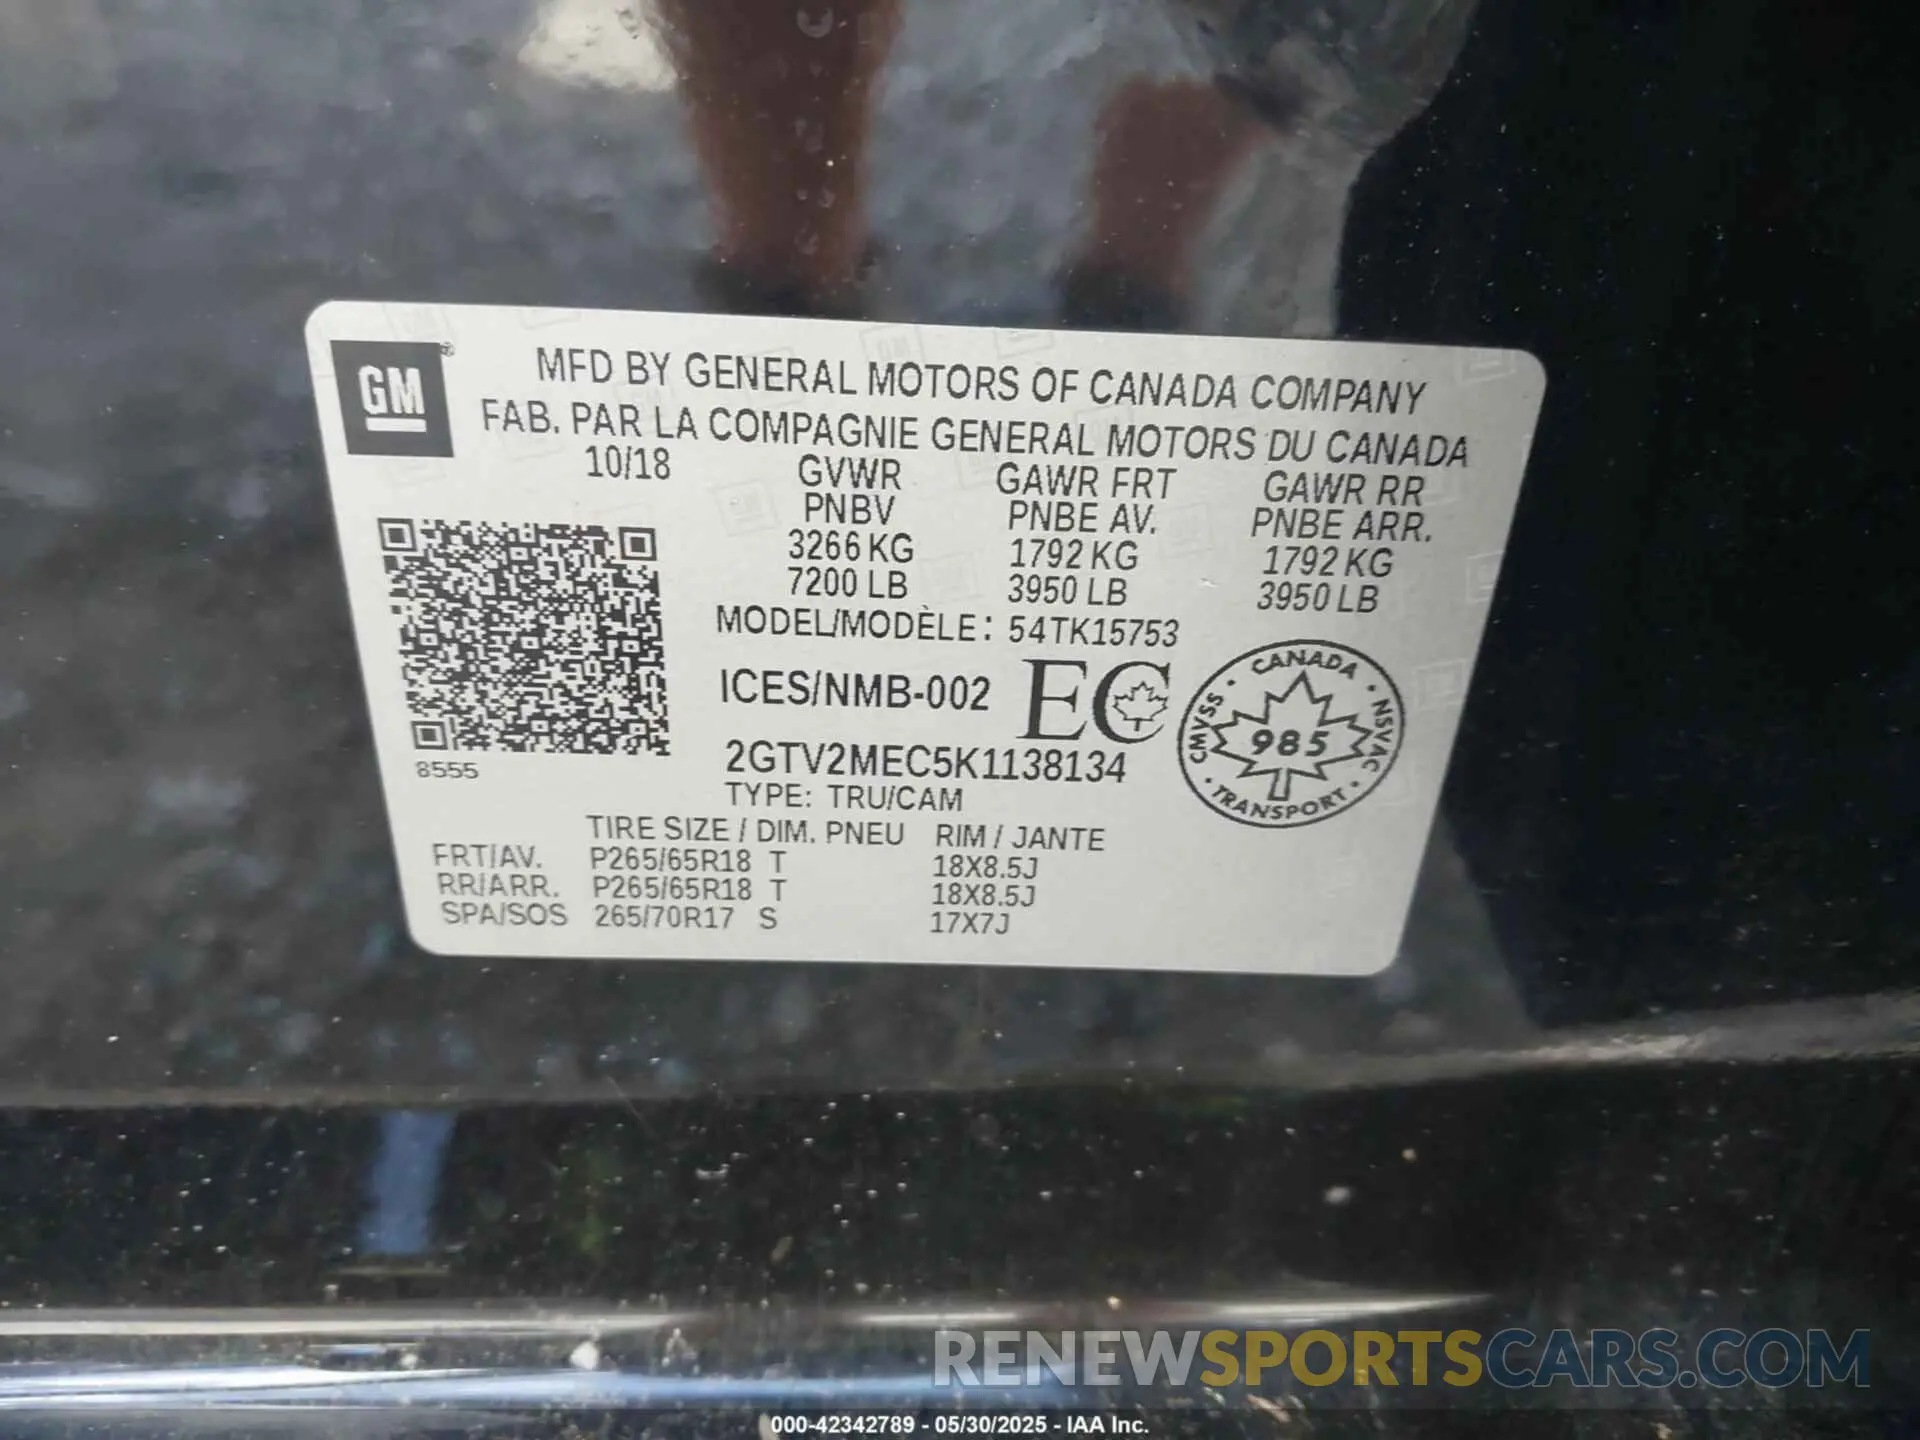 GM®
MFD BY GENERAL MOTORS OF CANADA COMPANY
FAB. PAR LA COMPAGNIE GENERAL MOTORS DU CANADA
10/18 GVWR GAWR FRT GAWR RR
PNBV PNBE AV. PNBE ARR.
3266 KG 1792 KG 1792 KG
7200 LB 3950 LB 3950 LB
MODEL/MODÈLE: 54TK15753
ICES/NMB-002 EC
CANADA · NSVAC · TRANSPORT · CMVSS ·
985
8555
2GTV2MEC5K1138134
TYPE: TRU/CAM
TIRE SIZE / DIM. PNEU RIM / JANTE
FRT/AV. P265/65R18 T 18X8.5J
RR/ARR. P265/65R18 T 18X8.5J
SPA/SOS 265/70R17 S 17X7J
RENEWSPORTSCARS.COM
000-42342789 - 05/30/2025 - IAA Inc.